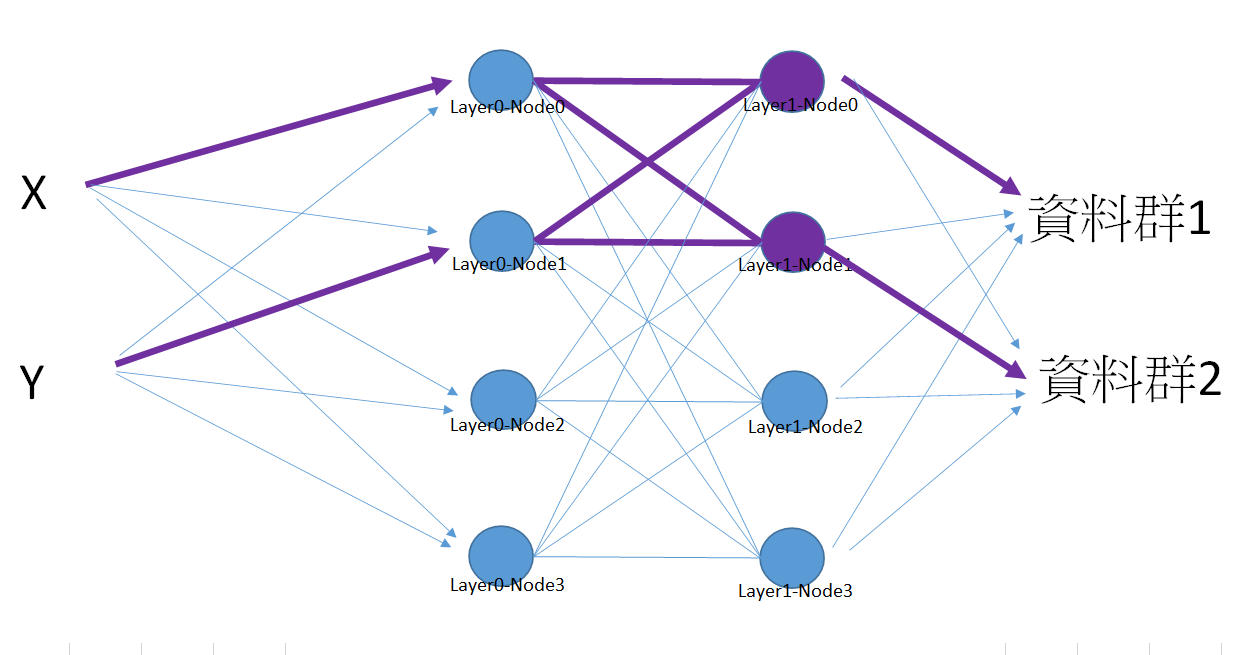 X
Y
Layer0-Node0
Layer0-Node1
Layer0-Node2
Layer0-Node3
Layer1-Node0
Layer1-Node1
Layer1-Node2
Layer1-Node3
資料群1
資料群2